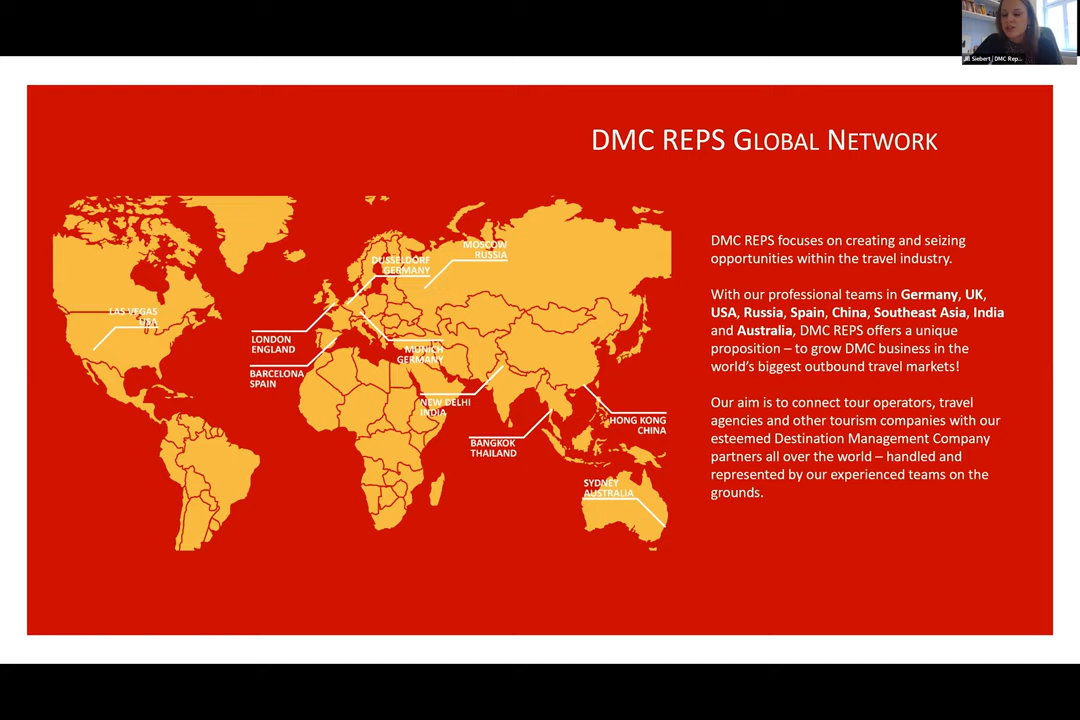 Jill Siebert | DMC Rep...
DMC REPS GLOBAL NETWORK
MOSCOW
RUSSIA
DUSSELDORF
GERMANY
LAS VEGAS
USA
LONDON
ENGLAND
MUNICH
GERMANY
BARCELONA
SPAIN
NEW DELHI
INDIA
HONG KONG
CHINA
BANGKOK
THAILAND
SYDNEY
AUSTRALIA
DMC REPS focuses on creating and seizing
opportunities within the travel industry.
With our professional teams in Germany, UK,
USA, Russia, Spain, China, Southeast Asia, India
and Australia, DMC REPS offers a unique
proposition – to grow DMC business in the
world’s biggest outbound travel markets!
Our aim is to connect tour operators, travel
agencies and other tourism companies with our
esteemed Destination Management Company
partners all over the world – handled and
represented by our experienced teams on the
grounds.